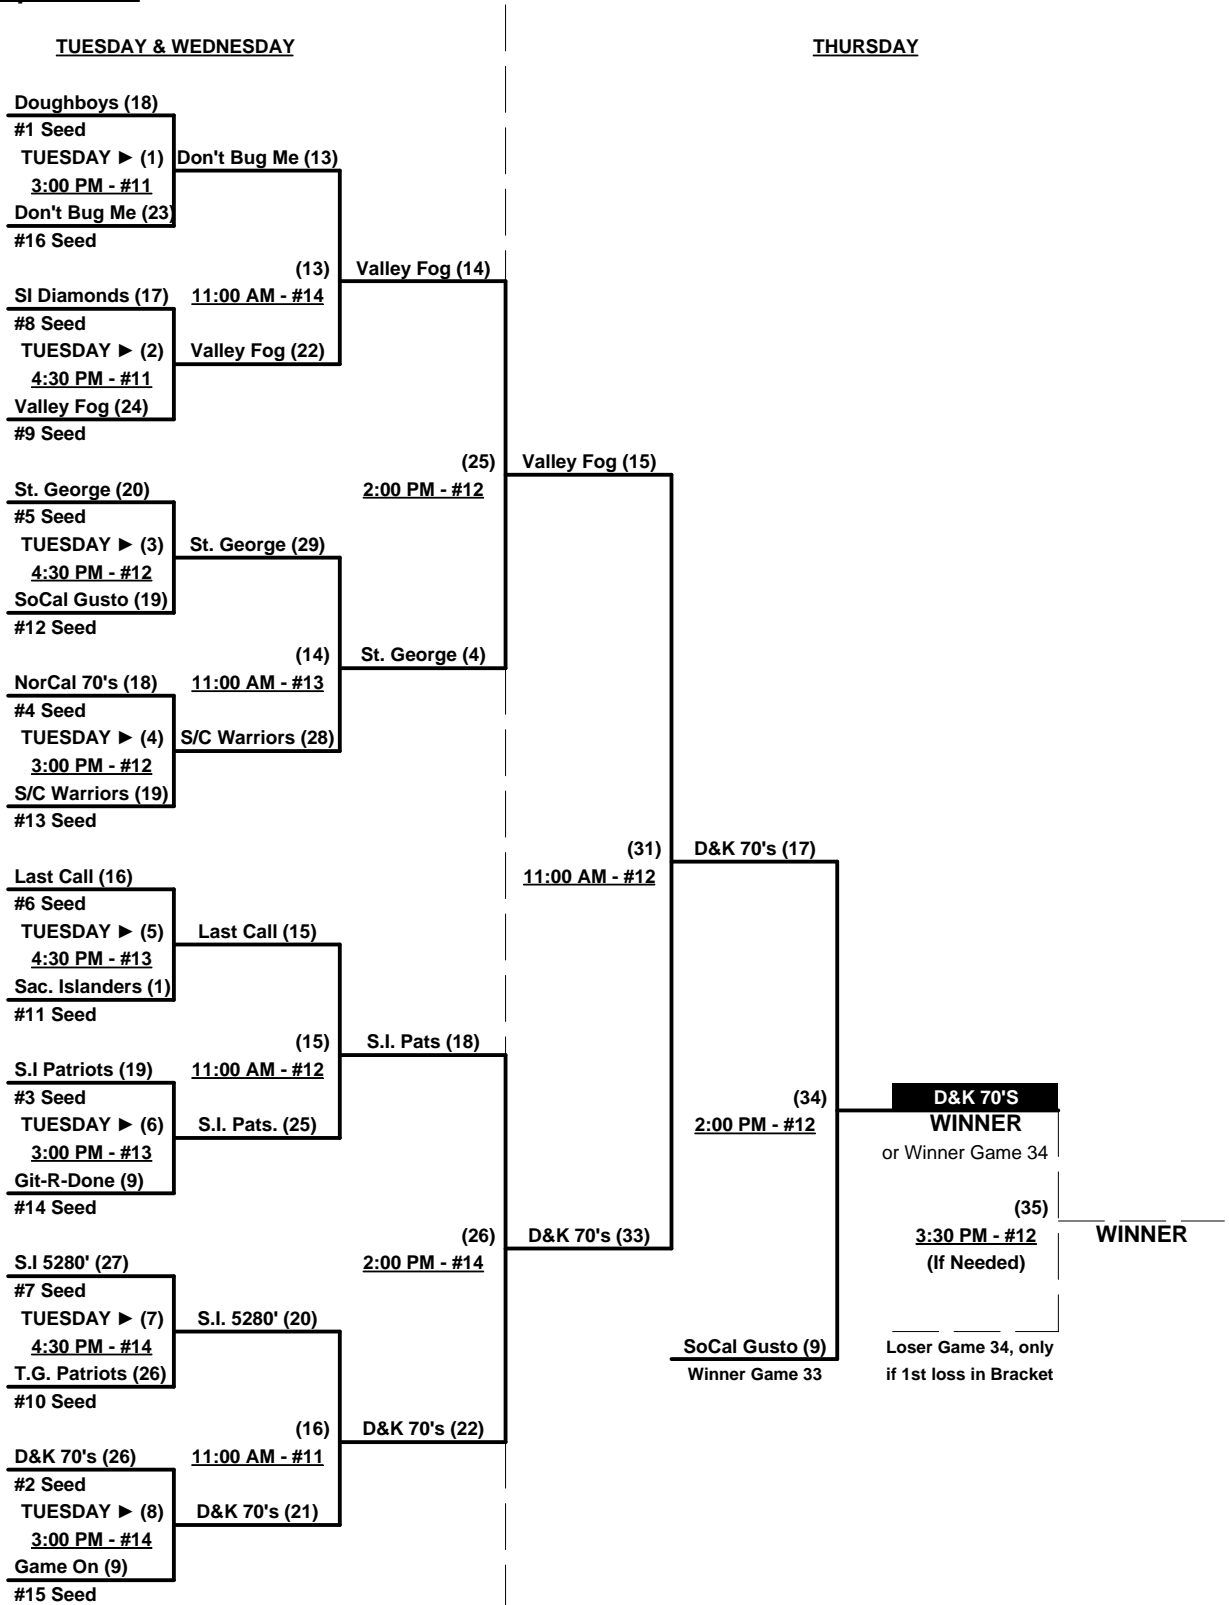 TUESDAY & WEDNESDAY
THURSDAY
Doughboys (18)
#1 Seed
TUESDAY ► (1)
3:00 PM - #11
Don't Bug Me (23)
#16 Seed
Don't Bug Me (13)
(13)
11:00 AM - #14
SI Diamonds (17)
#8 Seed
TUESDAY ► (2)
4:30 PM - #11
Valley Fog (24)
#9 Seed
Valley Fog (22)
Valley Fog (14)
(25)
2:00 PM - #12
St. George (20)
#5 Seed
TUESDAY ► (3)
4:30 PM - #12
SoCal Gusto (19)
#12 Seed
St. George (29)
(14)
11:00 AM - #13
NorCal 70's (18)
#4 Seed
TUESDAY ► (4)
3:00 PM - #12
S/C Warriors (19)
#13 Seed
S/C Warriors (28)
St. George (4)
Valley Fog (15)
(31)
11:00 AM - #12
Last Call (16)
#6 Seed
TUESDAY ► (5)
4:30 PM - #13
Sac. Islanders (1)
#11 Seed
Last Call (15)
(15)
11:00 AM - #12
S.I Patriots (19)
#3 Seed
TUESDAY ► (6)
3:00 PM - #13
Git-R-Done (9)
#14 Seed
S.I. Pats. (25)
S.I. Pats (18)
(26)
2:00 PM - #14
S.I 5280' (27)
#7 Seed
TUESDAY ► (7)
4:30 PM - #14
T.G. Patriots (26)
#10 Seed
S.I. 5280' (20)
(16)
11:00 AM - #11
D&K 70's (26)
#2 Seed
TUESDAY ► (8)
3:00 PM - #14
Game On (9)
#15 Seed
D&K 70's (21)
D&K 70's (22)
D&K 70's (33)
D&K 70's (17)
(34)
2:00 PM - #12
SoCal Gusto (9)
Winner Game 33
D&K 70'S
WINNER
or Winner Game 34
(35)
3:30 PM - #12
(If Needed)
Loser Game 34, only
if 1st loss in Bracket
WINNER